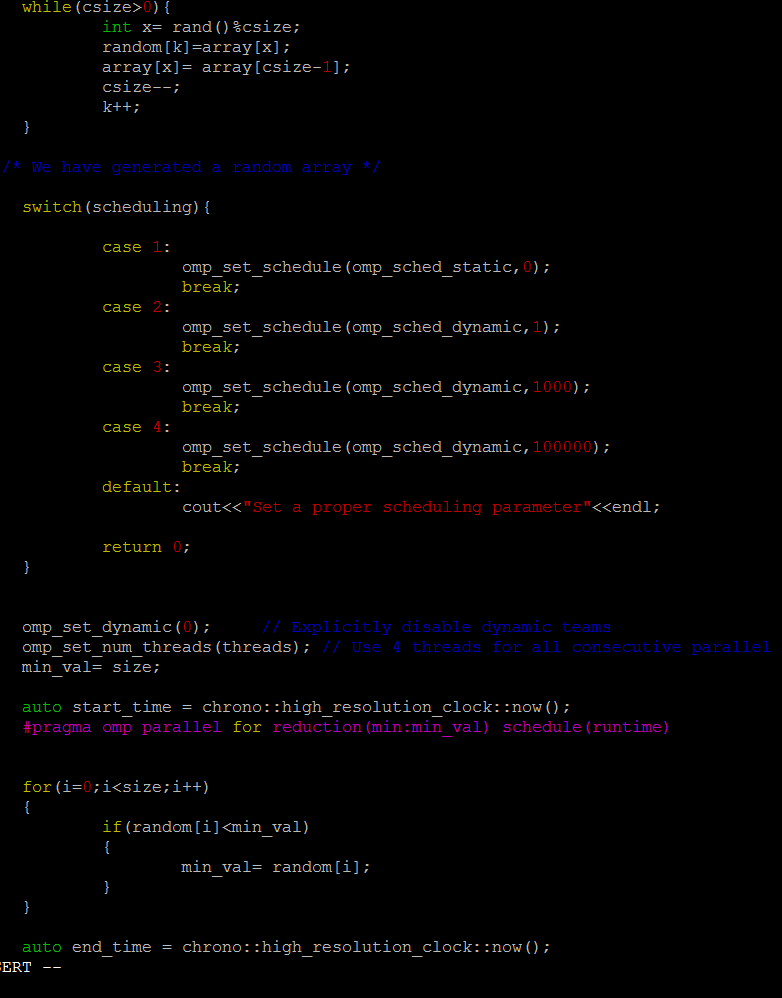 while(csize>0){
int x= rand()%csize;
random[k]=array[x];
array[x]= array[csize-1];
csize--;
k++;
}
/* We have generated a random array */
switch(scheduling){
case 1:
omp_set_schedule(omp_sched_static,0);
break;
case 2:
omp_set_schedule(omp_sched_dynamic,1);
break;
case 3:
omp_set_schedule(omp_sched_dynamic,1000);
break;
case 4:
omp_set_schedule(omp_sched_dynamic,100000);
break;
default:
cout<<"Set a proper scheduling parameter"<<endl;
return 0;
}
omp_set_dynamic(0);     // Explicitly disable dynamic teams
omp_set_num_threads(threads); // Use 4 threads for all consecutive parallel
min_val= size;
auto start_time = chrono::high_resolution_clock::now();
#pragma omp parallel for reduction(min:min_val) schedule(runtime)
for(i=0;i<size;i++)
{
if(random[i]<min_val)
{
min_val= random[i];
}
}
auto end_time = chrono::high_resolution_clock::now();
SERT --